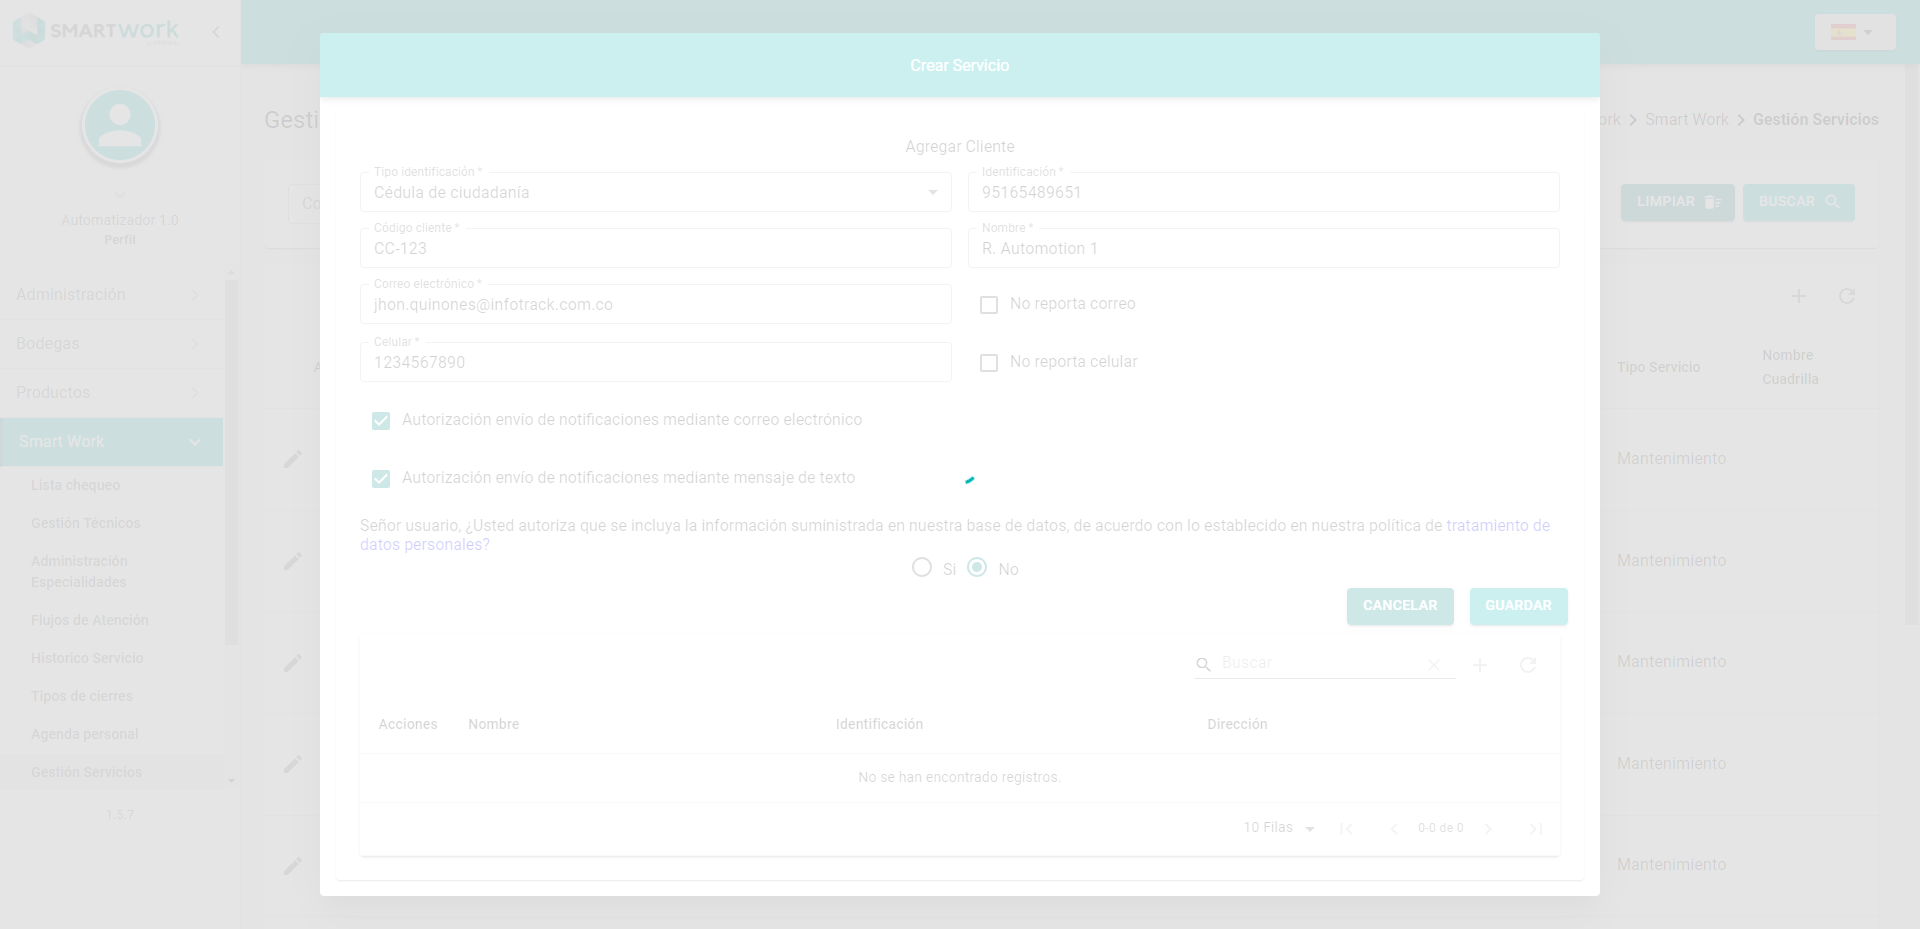 SMARTWORK
Crear Servicio
Gesti
ork > Smart Work > Gestión Servicios
Agregar Cliente
Tipo identificación *
Cédula de ciudadanía
Identificación *
95165489651
Co
LIMPIAR
BUSCAR
Automatizador 1.0
Perfil
Código cliente *
CC-123
Nombre *
R. Automotion 1
Correo electrónico *
jhon.quinones@infotrack.com.co
No reporta correo
Administración
Bodegas
Celular *
1234567890
No reporta celular
A
Tipo Servicio
Nombre
Cuadrilla
Productos
Autorización envío de notificaciones mediante correo electrónico
Smart Work
Mantenimiento
Autorización envío de notificaciones mediante mensaje de texto
Lista chequeo
Gestión Técnicos
Señor usuario, ¿Usted autoriza que se incluya la información suministrada en nuestra base de datos, de acuerdo con lo establecido en nuestra política de tratamiento de
datos personales?
Administración
Especialidades
Si
No
Mantenimiento
CANCELAR
GUARDAR
Flujos de Atención
Historico Servicio
Buscar
Mantenimiento
Tipos de cierres
Acciones
Nombre
Identificación
Dirección
Agenda personal
Gestión Servicios
No se han encontrado registros.
Mantenimiento
1.5.7
10 Filas
0-0 de 0
Mantenimiento